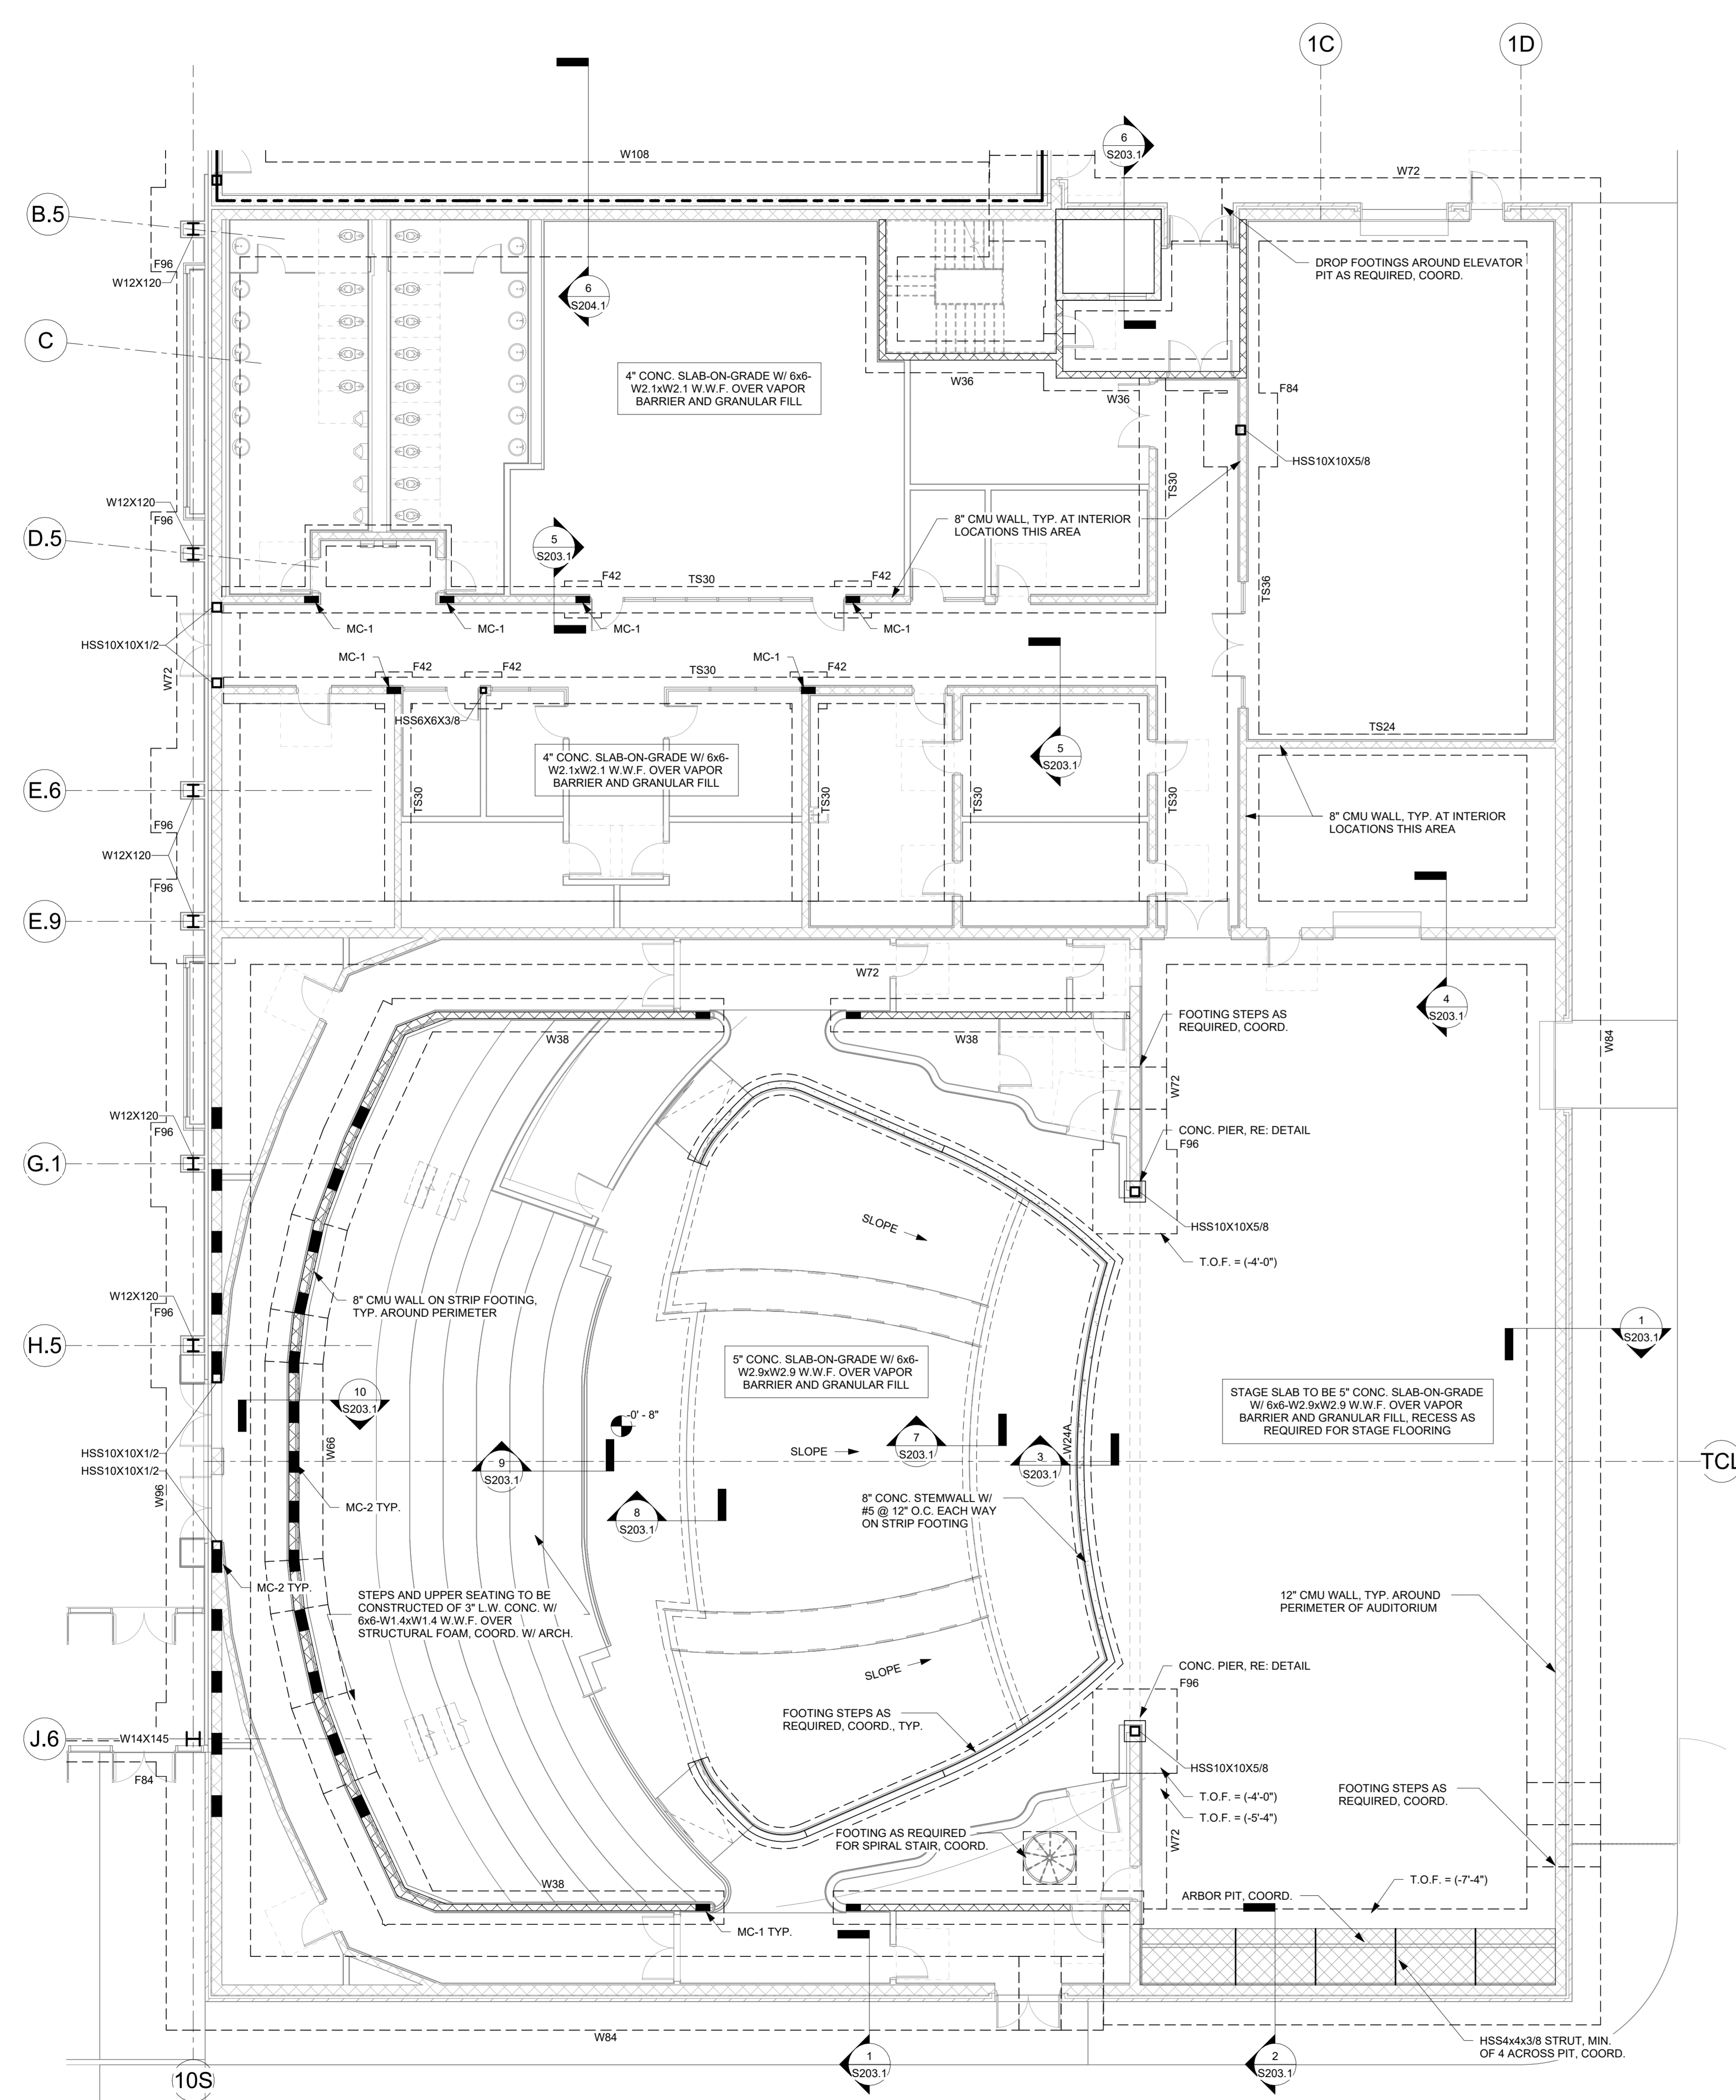 1C
1D
6
S203.1
W108
W72
B.5
F96
W12X120
DROP FOOTINGS AROUND ELEVATOR
PIT AS REQUIRED, COORD.
6
S204.1
C
4" CONC. SLAB-ON-GRADE W/ 6x6-
W2.1xW2.1 W.W.F. OVER VAPOR
BARRIER AND GRANULAR FILL
W36
W36
F84
HSS10X10X5/8
TS30
W12X120
F96
D.5
5
S203.1
8" CMU WALL, TYP. AT INTERIOR
LOCATIONS THIS AREA
F42
TS30
F42
TS36
MC-1
MC-1
MC-1
MC-1
HSS10X10X1/2
W72
MC-1
F42
F42
TS30
MC-1
F42
HSS6X6X3/8
TS24
4" CONC. SLAB-ON-GRADE W/ 6x6-
W2.1xW2.1 W.W.F. OVER VAPOR
BARRIER AND GRANULAR FILL
5
S203.1
E.6
F96
W12X120
TS30
TS30
TS30
TS30
8" CMU WALL, TYP. AT INTERIOR
LOCATIONS THIS AREA
F96
E.9
W72
4
S203.1
FOOTING STEPS AS
REQUIRED, COORD.
W38
W38
W84
W72
W12X120
F96
G.1
CONC. PIER, RE: DETAIL
F96
SLOPE
HSS10X10X5/8
T.O.F. = (-4'-0")
W12X120
F96
H.5
8" CMU WALL ON STRIP FOOTING,
TYP. AROUND PERIMETER
1
S203.1
5" CONC. SLAB-ON-GRADE W/ 6x6-
W2.9xW2.9 W.W.F. OVER VAPOR
BARRIER AND GRANULAR FILL
10
S203.1
STAGE SLAB TO BE 5" CONC. SLAB-ON-GRADE
W/ 6x6-W2.9xW2.9 W.W.F. OVER VAPOR
BARRIER AND GRANULAR FILL, RECESS AS
REQUIRED FOR STAGE FLOORING
-0' - 8"
7
S203.1
W24A
HSS10X10X1/2
HSS10X10X1/2
W66
9
S203.1
SLOPE
3
S203.1
TCL
W96
MC-2 TYP.
8
S203.1
8" CONC. STEMWALL W/
#5 @ 12" O.C. EACH WAY
ON STRIP FOOTING
MC-2 TYP.
STEPS AND UPPER SEATING TO BE
CONSTRUCTED OF 3" L.W. CONC. W/
6x6-W1.4xW1.4 W.W.F. OVER
STRUCTURAL FOAM, COORD. W/ ARCH.
12" CMU WALL, TYP. AROUND
PERIMETER OF AUDITORIUM
SLOPE
CONC. PIER, RE: DETAIL
F96
FOOTING STEPS AS
REQUIRED, COORD., TYP.
J.6
W14X145
F84
HSS10X10X5/8
T.O.F. = (-4'-0")
T.O.F. = (-5'-4")
FOOTING STEPS AS
REQUIRED, COORD.
FOOTING AS REQUIRED
FOR SPIRAL STAIR, COORD.
W72
W38
T.O.F. = (-7'-4")
ARBOR PIT, COORD.
MC-1 TYP.
W84
HSS4x4x3/8 STRUT, MIN.
OF 4 ACROSS PIT, COORD.
1
S203.1
2
S203.1
10S